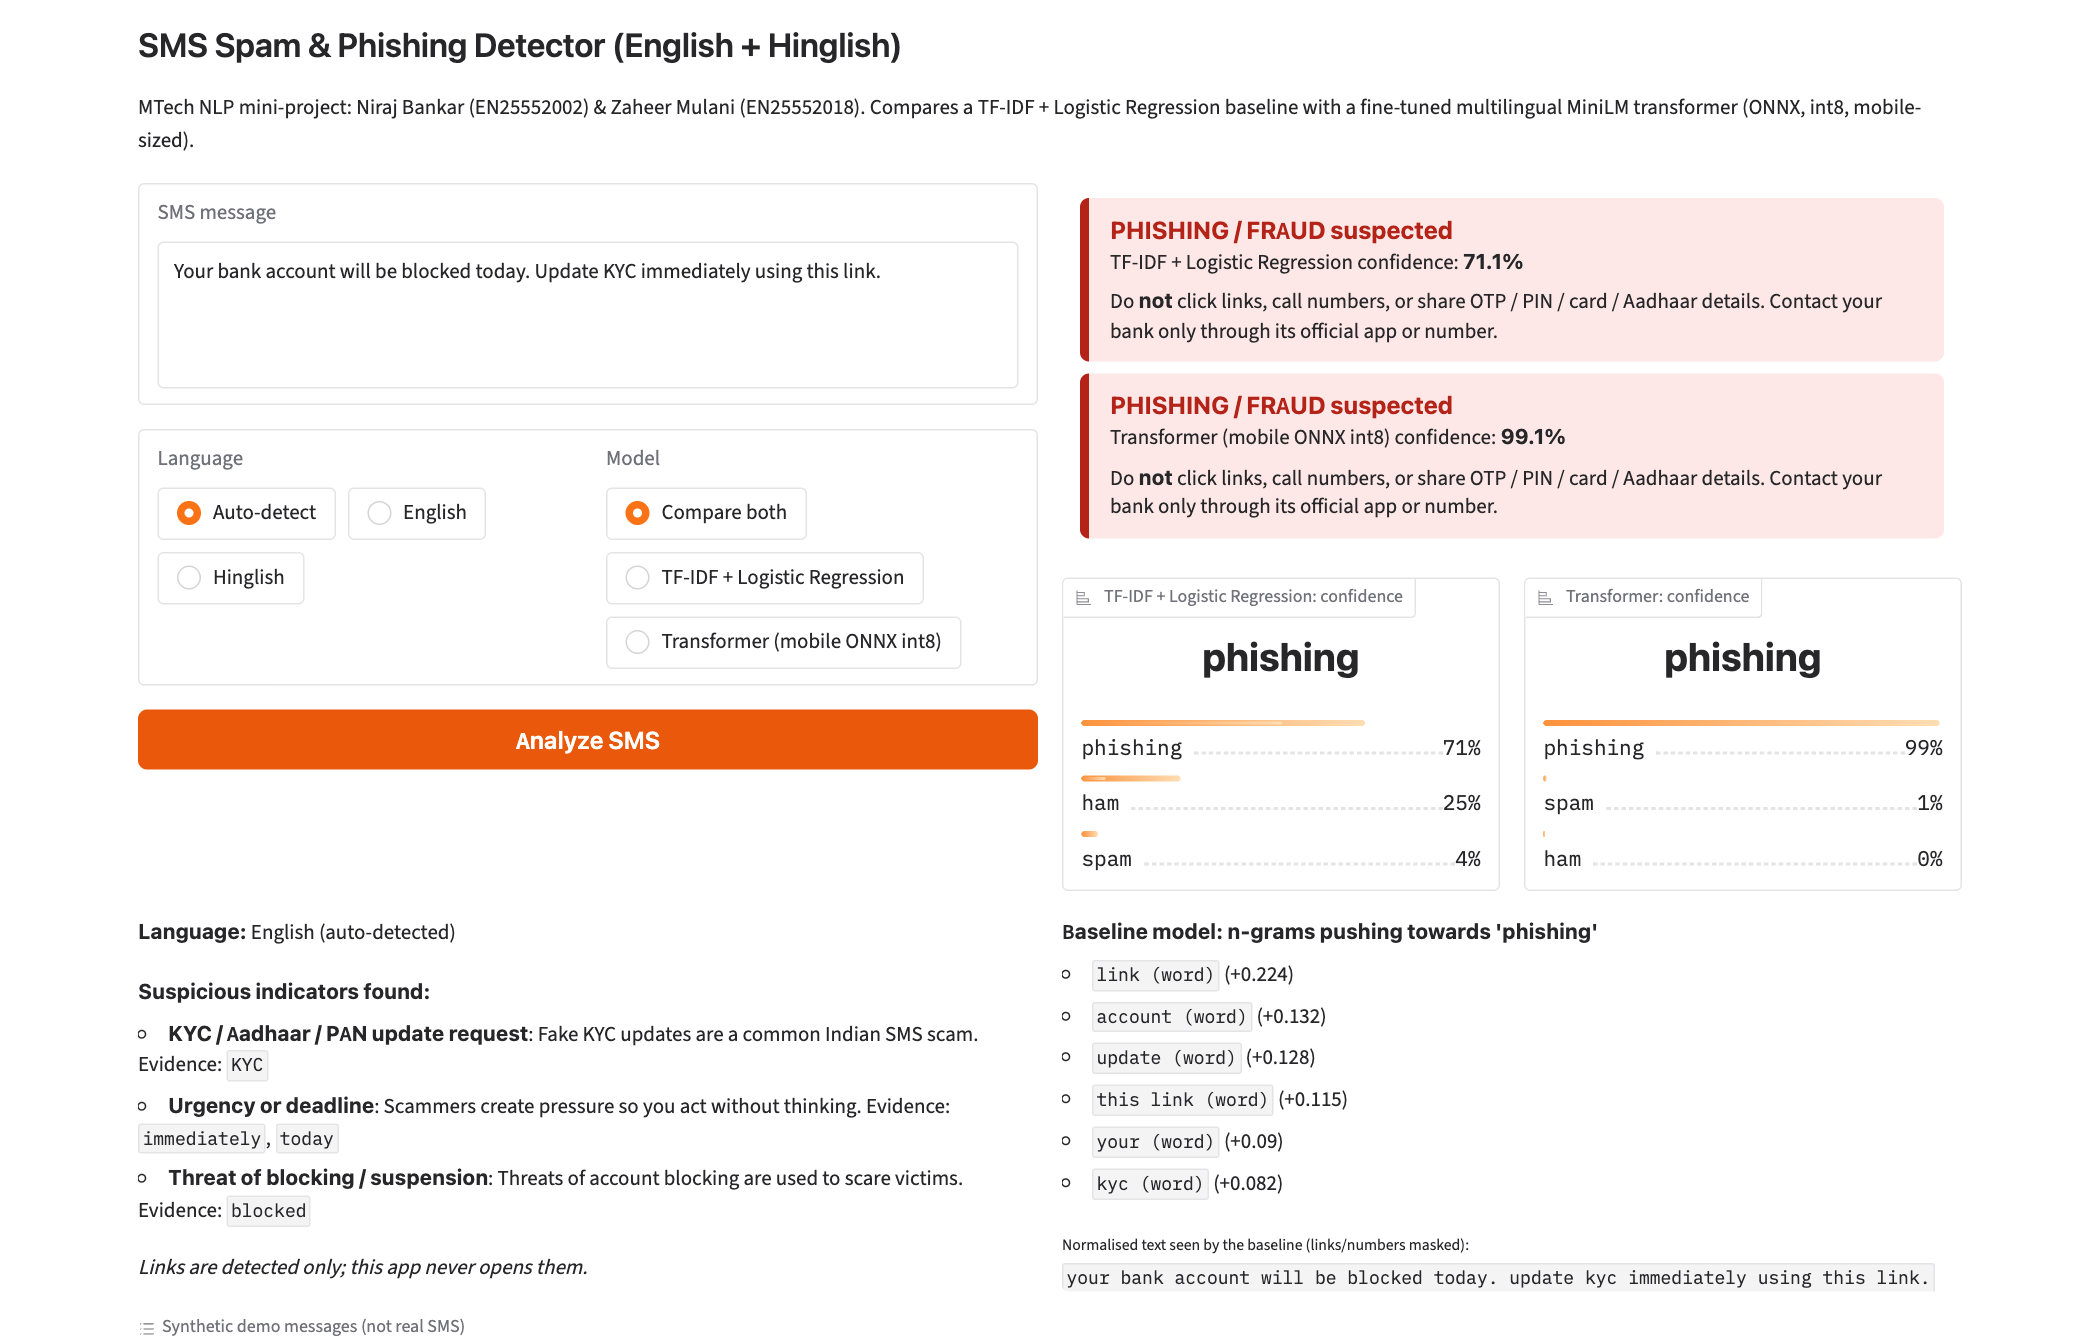 SMS Spam & Phishing Detector (English + Hinglish)
MTech NLP mini-project: Niraj Bankar (EN25552002) & Zaheer Mulani (EN25552018). Compares a TF-IDF + Logistic Regression baseline with a fine-tuned multilingual MiniLM transformer (ONNX, int8, mobile-
sized).
SMS message
Your bank account will be blocked today. Update KYC immediately using this link.
Language
Auto-detect
English
Hinglish
Model
Compare both
TF-IDF + Logistic Regression
Transformer (mobile ONNX int8)
Analyze SMS
PHISHING / FRAUD suspected
TF-IDF + Logistic Regression confidence: 71.1%
Do not click links, call numbers, or share OTP / PIN / card / Aadhaar details. Contact your
bank only through its official app or number.
PHISHING / FRAUD suspected
Transformer (mobile ONNX int8) confidence: 99.1%
Do not click links, call numbers, or share OTP / PIN / card / Aadhaar details. Contact your
bank only through its official app or number.
TF-IDF + Logistic Regression: confidence
phishing
phishing 71%
ham 25%
spam 4%
Transformer: confidence
phishing
phishing 99%
spam 1%
ham 0%
Language: English (auto-detected)
Suspicious indicators found:
KYC / Aadhaar / PAN update request: Fake KYC updates are a common Indian SMS scam.
Evidence: KYC
Urgency or deadline: Scammers create pressure so you act without thinking. Evidence:
immediately, today
Threat of blocking / suspension: Threats of account blocking are used to scare victims.
Evidence: blocked
Links are detected only; this app never opens them.
Synthetic demo messages (not real SMS)
Baseline model: n-grams pushing towards 'phishing'
link (word) (+0.224)
account (word) (+0.132)
update (word) (+0.128)
this link (word) (+0.115)
your (word) (+0.09)
kyc (word) (+0.082)
Normalised text seen by the baseline (links/numbers masked):
your bank account will be blocked today. update kyc immediately using this link.